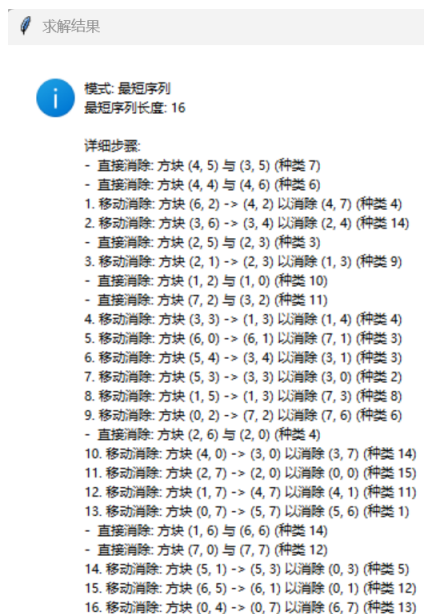 求解结果
模式: 最短序列
最短序列长度: 16
详细步骤:
- 直接消除: 方块 (4, 5) 与 (3, 5) (种类 7)
- 直接消除: 方块 (4, 4) 与 (4, 6) (种类 6)
1. 移动消除: 方块 (6, 2) -> (4, 2) 以消除 (4, 7) (种类 4)
2. 移动消除: 方块 (3, 6) -> (3, 4) 以消除 (2, 4) (种类 14)
- 直接消除: 方块 (2, 5) 与 (2, 3) (种类 3)
3. 移动消除: 方块 (2, 1) -> (2, 3) 以消除 (1, 3) (种类 9)
- 直接消除: 方块 (1, 2) 与 (1, 0) (种类 10)
- 直接消除: 方块 (7, 2) 与 (3, 2) (种类 11)
4. 移动消除: 方块 (3, 3) -> (1, 3) 以消除 (1, 4) (种类 4)
5. 移动消除: 方块 (6, 0) -> (6, 1) 以消除 (7, 1) (种类 3)
6. 移动消除: 方块 (5, 4) -> (3, 4) 以消除 (3, 1) (种类 3)
7. 移动消除: 方块 (5, 3) -> (3, 3) 以消除 (3, 0) (种类 2)
8. 移动消除: 方块 (1, 5) -> (1, 3) 以消除 (7, 3) (种类 8)
9. 移动消除: 方块 (0, 2) -> (7, 2) 以消除 (7, 6) (种类 6)
- 直接消除: 方块 (2, 6) 与 (2, 0) (种类 4)
10. 移动消除: 方块 (4, 0) -> (3, 0) 以消除 (3, 7) (种类 14)
11. 移动消除: 方块 (2, 7) -> (2, 0) 以消除 (0, 0) (种类 15)
12. 移动消除: 方块 (1, 7) -> (4, 7) 以消除 (4, 1) (种类 11)
13. 移动消除: 方块 (0, 7) -> (5, 7) 以消除 (5, 6) (种类 1)
- 直接消除: 方块 (1, 6) 与 (6, 6) (种类 14)
- 直接消除: 方块 (7, 0) 与 (7, 7) (种类 12)
14. 移动消除: 方块 (5, 1) -> (5, 3) 以消除 (0, 3) (种类 5)
15. 移动消除: 方块 (6, 5) -> (6, 1) 以消除 (0, 1) (种类 12)
16. 移动消除: 方块 (0, 4) -> (0, 7) 以消除 (6, 7) (种类 13)